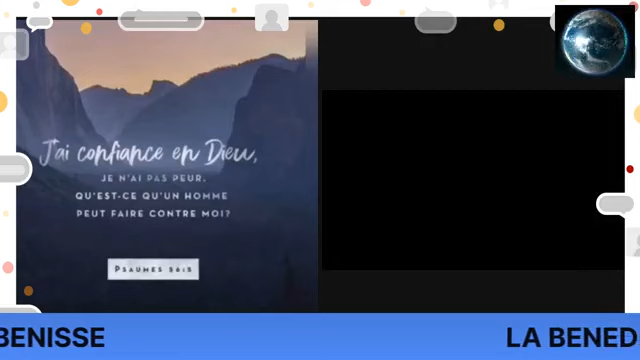 J'ai confiance en Dieu,
JE N'AI PAS PEUR.
QU'EST-CE QU'UN HOMME
PEUT FAIRE CONTRE MOI?
PSAUMES 56:5
BENISSE
LA BENED